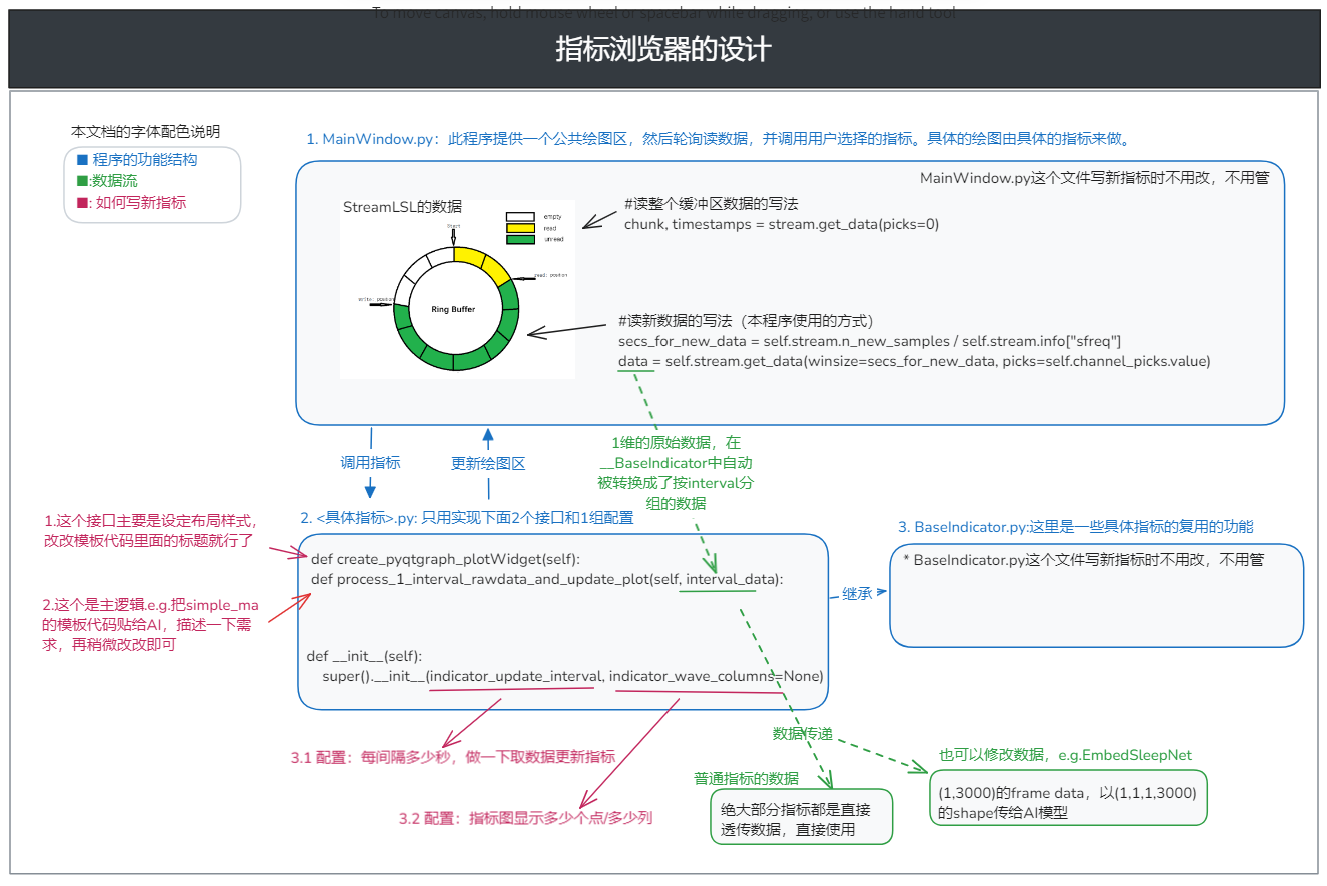 To move canvas, hold mouse wheel or spacebar while dragging, or use the hand tool
指标浏览器的设计
本文档的字体配色说明
程序的功能结构
:数据流
: 如何写新指标
1. MainWindow.py：此程序提供一个公共绘图区，然后轮询读数据，并调用用户选择的指标。具体的绘图由具体的指标来做。
MainWindow.py这个文件写新指标时不用改，不用管
StreamLSL的数据
empty
read
unread
Start
read: position
write: position
Ring Buffer
#读整个缓冲区数据的写法
chunk, timestamps = stream.get_data(picks=0)
#读新数据的写法（本程序使用的方式）
secs_for_new_data = self.stream.n_new_samples / self.stream.info["sfreq"]
data = self.stream.get_data(winsize=secs_for_new_data, picks=self.channel_picks.value)
调用指标
更新绘图区
1维的原始数据，在
__BaseIndicator中自动
被转换成了按interval分
组的数据
1.这个接口主要是设定布局样式，
改改模板代码里面的标题就行了
2.这个是主逻辑.e.g.把simple_ma
的模板代码贴给AI，描述一下需
求，再稍微改改即可
2. <具体指标>.py: 只用实现下面2个接口和1组配置
def create_pyqtgraph_plotWidget(self):
def process_1_interval_rawdata_and_update_plot(self, interval_data):
def __init__(self):
super().__init__(indicator_update_interval, indicator_wave_columns=None)
继承
3. BaseIndicator.py:这里是一些具体指标的复用的功能
* BaseIndicator.py这个文件写新指标时不用改，不用管
3.1 配置：每间隔多少秒，做一下取数据更新指标
3.2 配置：指标图显示多少个点/多少列
数据传递
普通指标的数据
绝大部分指标都是直接
透传数据，直接使用
也可以修改数据，e.g.EmbedSleepNet
(1,3000)的frame data，以(1,1,1,3000)
的shape传给AI模型